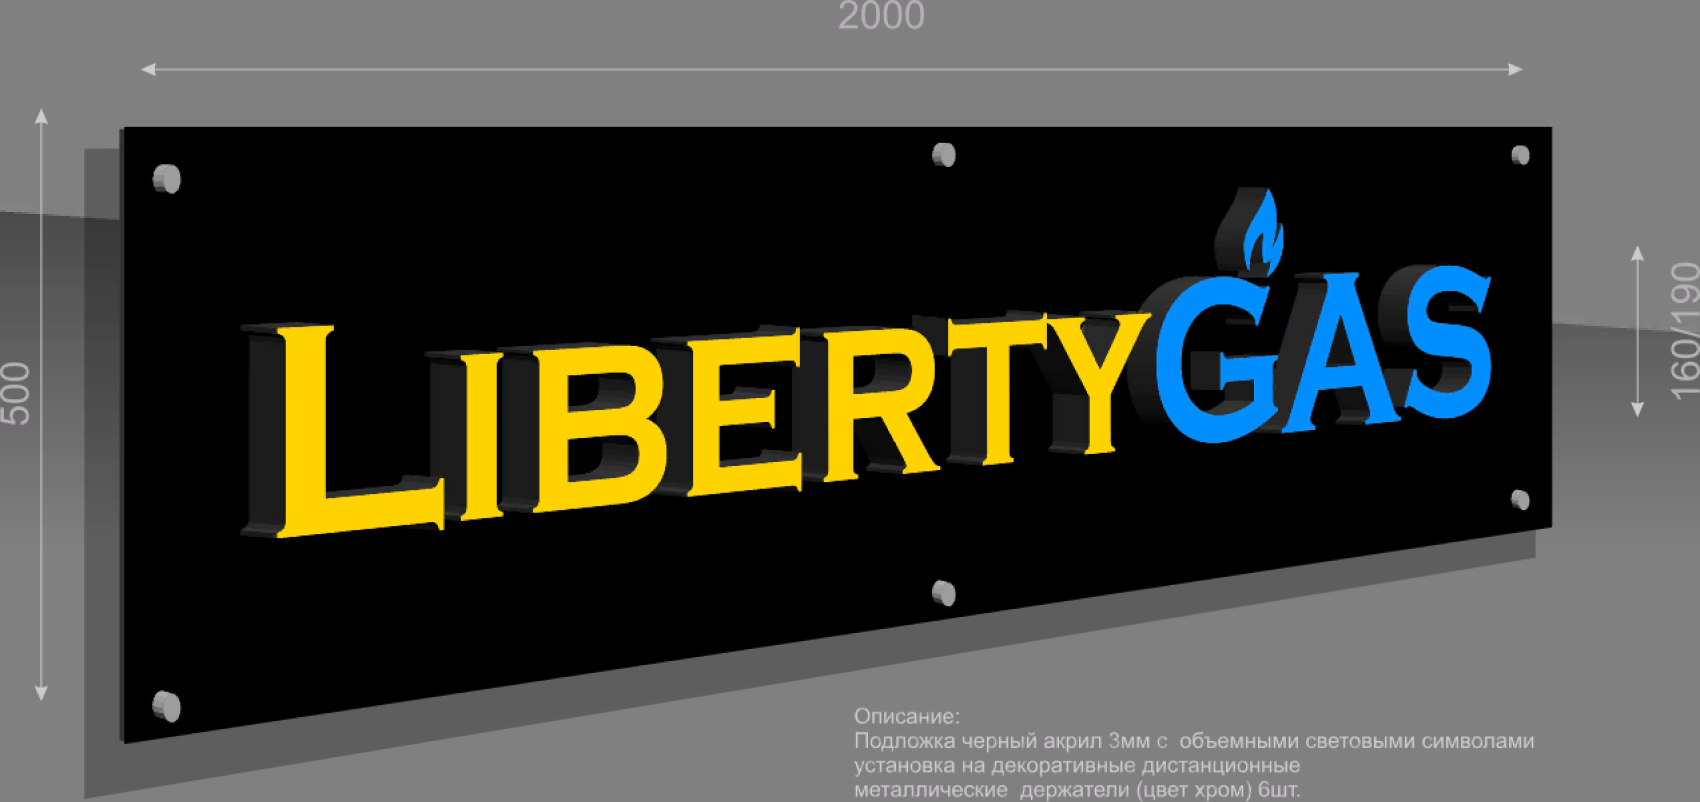 2000
500
LIBERTYGAS
160/190
Описание:
Подложка черный акрил 3мм с объемными световыми символами
установка на декоративные дистанционные
металлические держатели (цвет хром) 6шт.